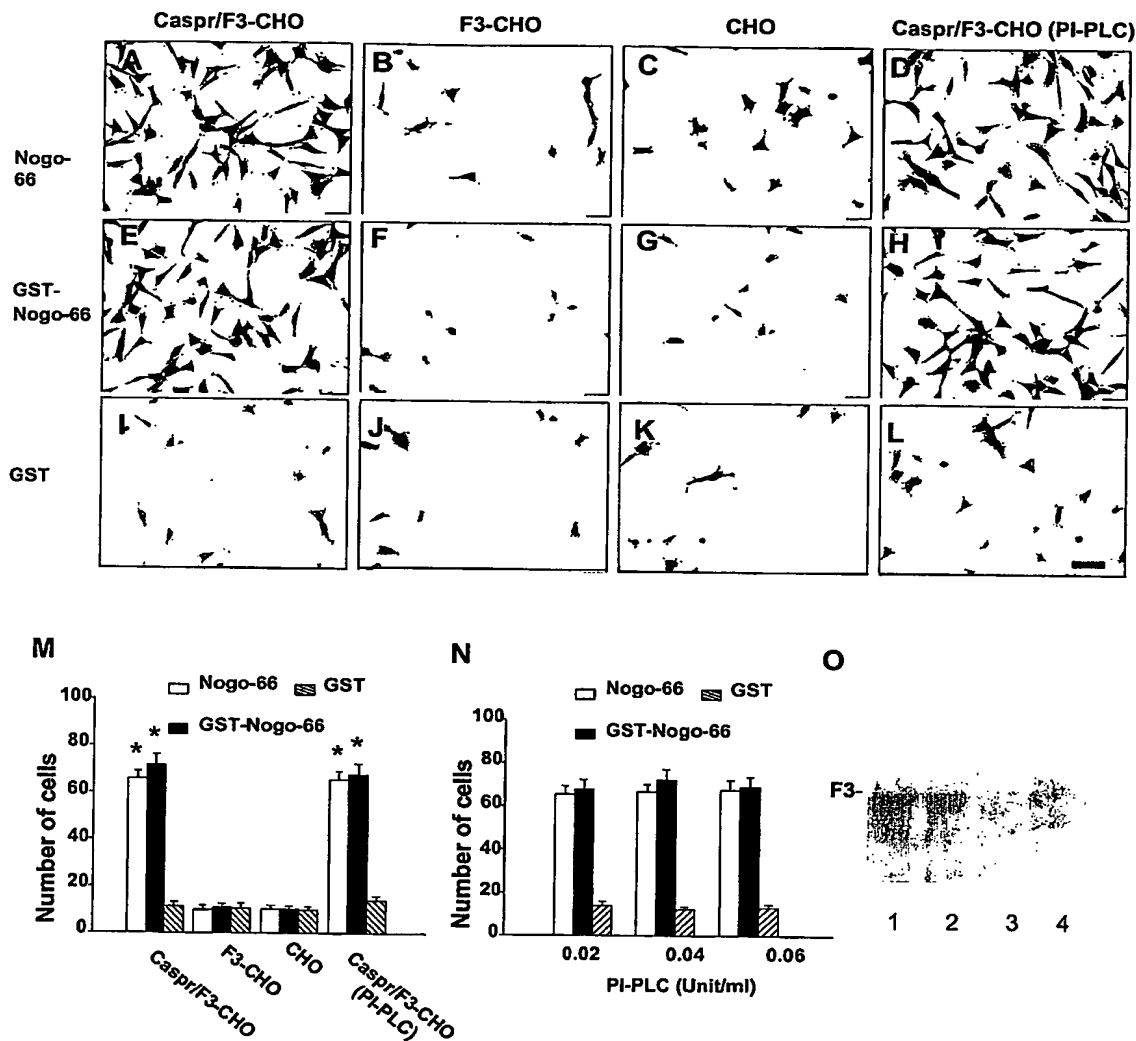 Caspr/F3-CHO F3-CHO CHO Caspr/F3-CHO (PI-PLC)
A B C D
Nogo-
66
E F G H
GST-
Nogo-66
I J K L
GST
M N O
100
80
60
40
20
0
Number of cells
Nogo-66 GST
GST-Nogo-66
* * * *
Caspr/F3-CHO
F3-CHO
CHO
Caspr/F3-CHO
(PI-PLC)
100
80
60
40
20
0
Number of cells
Nogo-66 GST
GST-Nogo-66
0.02 0.04 0.06
PI-PLC (Unit/ml)
F3-
1 2 3 4